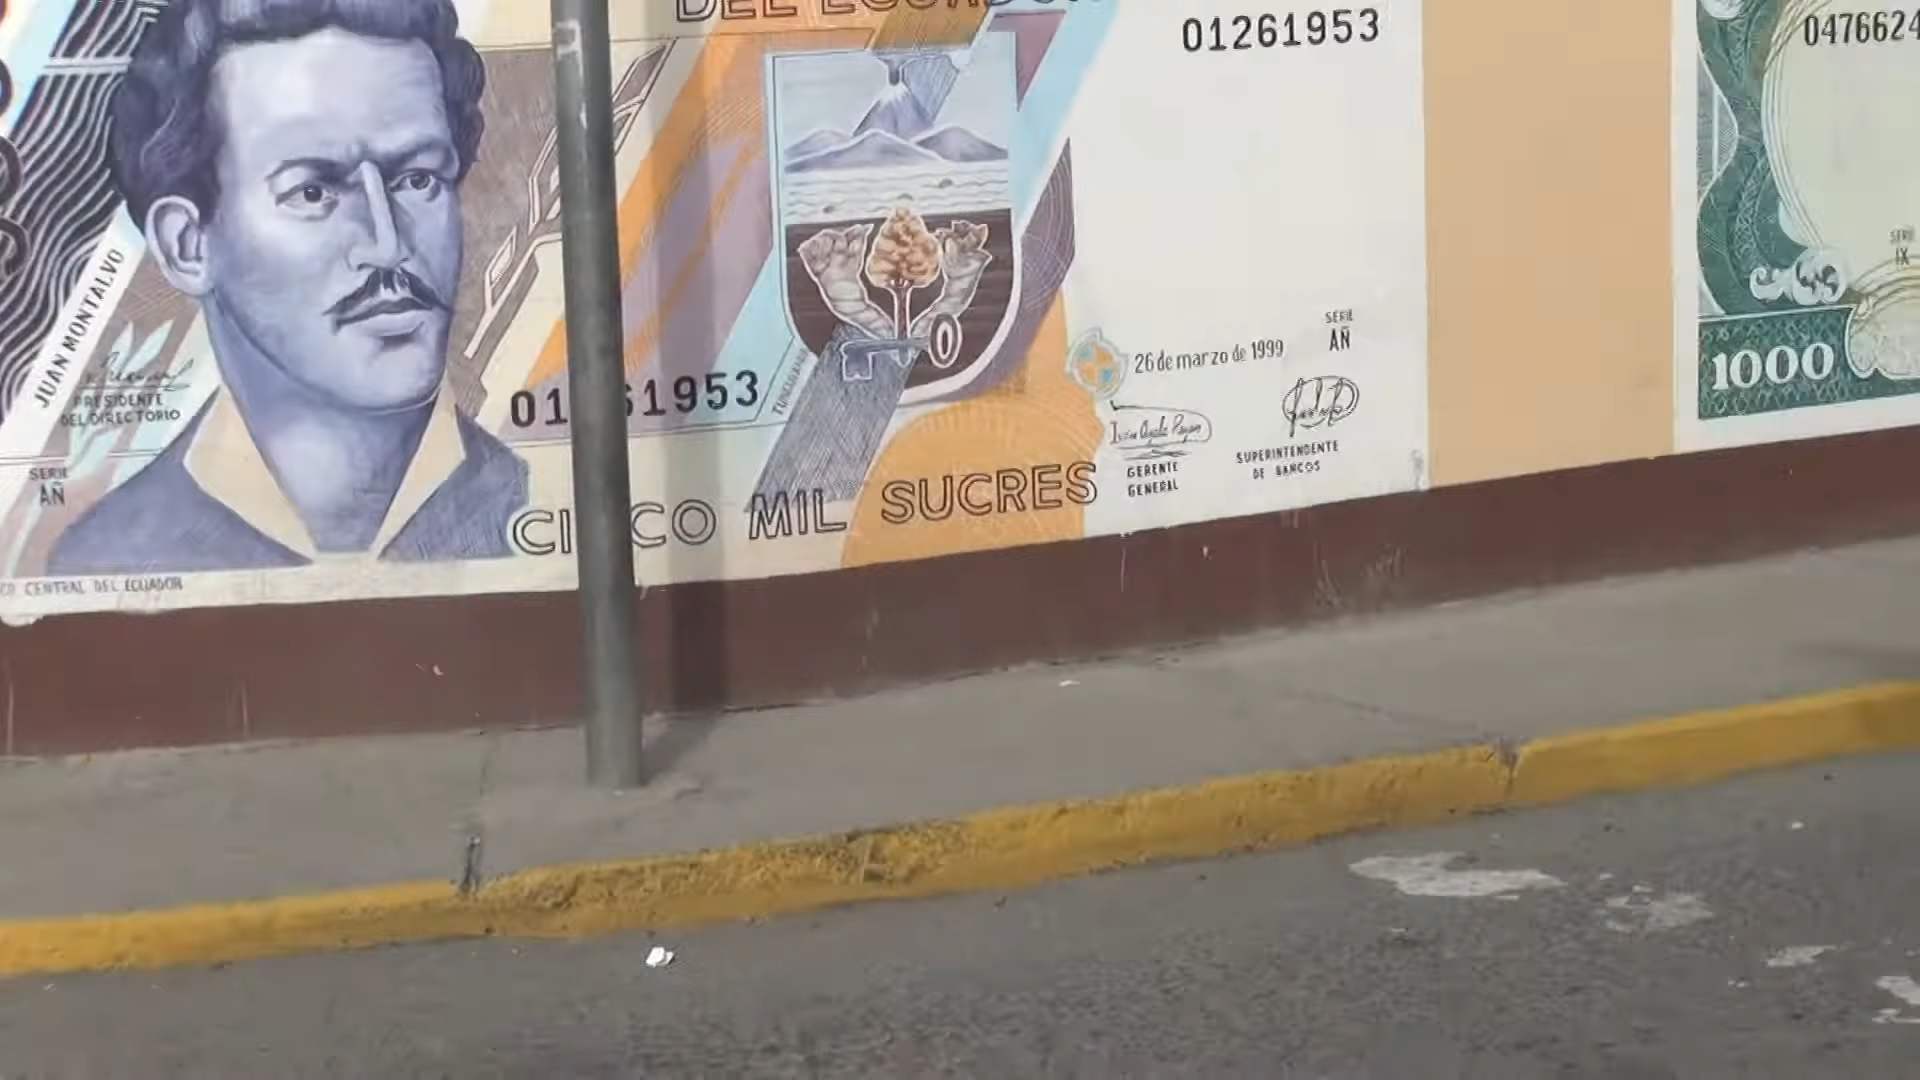 DEL ECUADOR
01261953
JUAN MONTALVO
PRESIDENTE
DEL DIRECTORIO
SERIE
AÑ
01 61953
26 de marzo de 1999
SERIE
AÑ
GERENTE
GENERAL
SUPERINTENDENTE
DE BANCOS
CI CO MIL SUCRES
CENTRAL DEL ECUADOR
0476624
SERIE
IX
1000